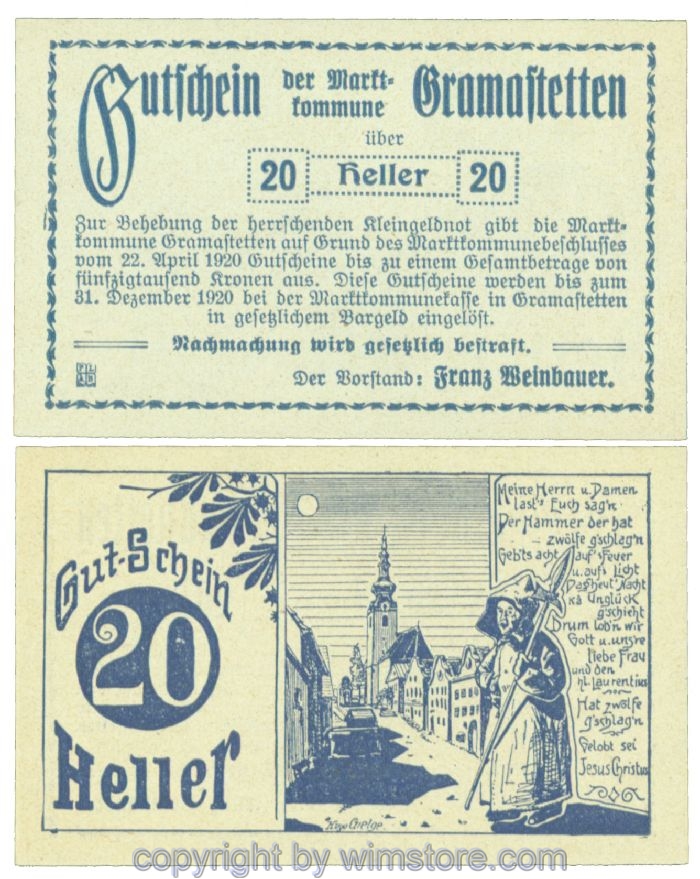 Gutschein der Markt-
kommune Gramastetten
über
20 Heller 20
Zur Behebung der herrschenden Kleingeldnot gibt die Markt-
kommune Gramastetten auf Grund des Marktkommunebeschlusses
vom 22. April 1920 Gutscheine bis zu einem Gesamtbetrage von
fünfzigtausend Kronen aus. Diese Gutscheine werden bis zum
31. Dezember 1920 bei der Marktkommunekasse in Gramastetten
in gesetzlichem Bargeld eingelöst.
Nachmachung wird gesetzlich bestraft.
Der Vorstand: Franz Weinbauer.
Gut-Schein
20
Heller
Meine Herrn u. Damen
last's Euch sag'n
Der Hammer der hat
zwölfe g'schlag'n
Gebts acht auf's Feuer
u. auf's Licht
Das heut' Nacht
ka Unglück
g'schicht
Drum lob'n wir
Gott u. unsre
liebe Frau
und den
hl. Laurentius
Hat zwölfe
g'schlag'n
Gelobt sei
Jesus Christus
copyright by wimstore.com